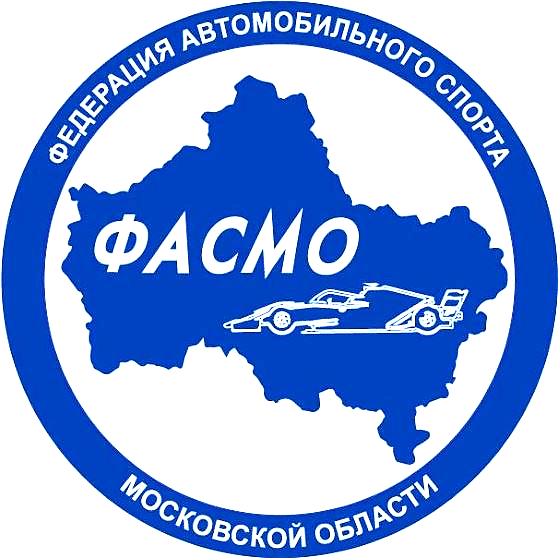 ФЕДЕРАЦИЯ АВТОМОБИЛЬНОГО СПОРТА
ФАСМО
МОСКОВСКОЙ ОБЛАСТИ